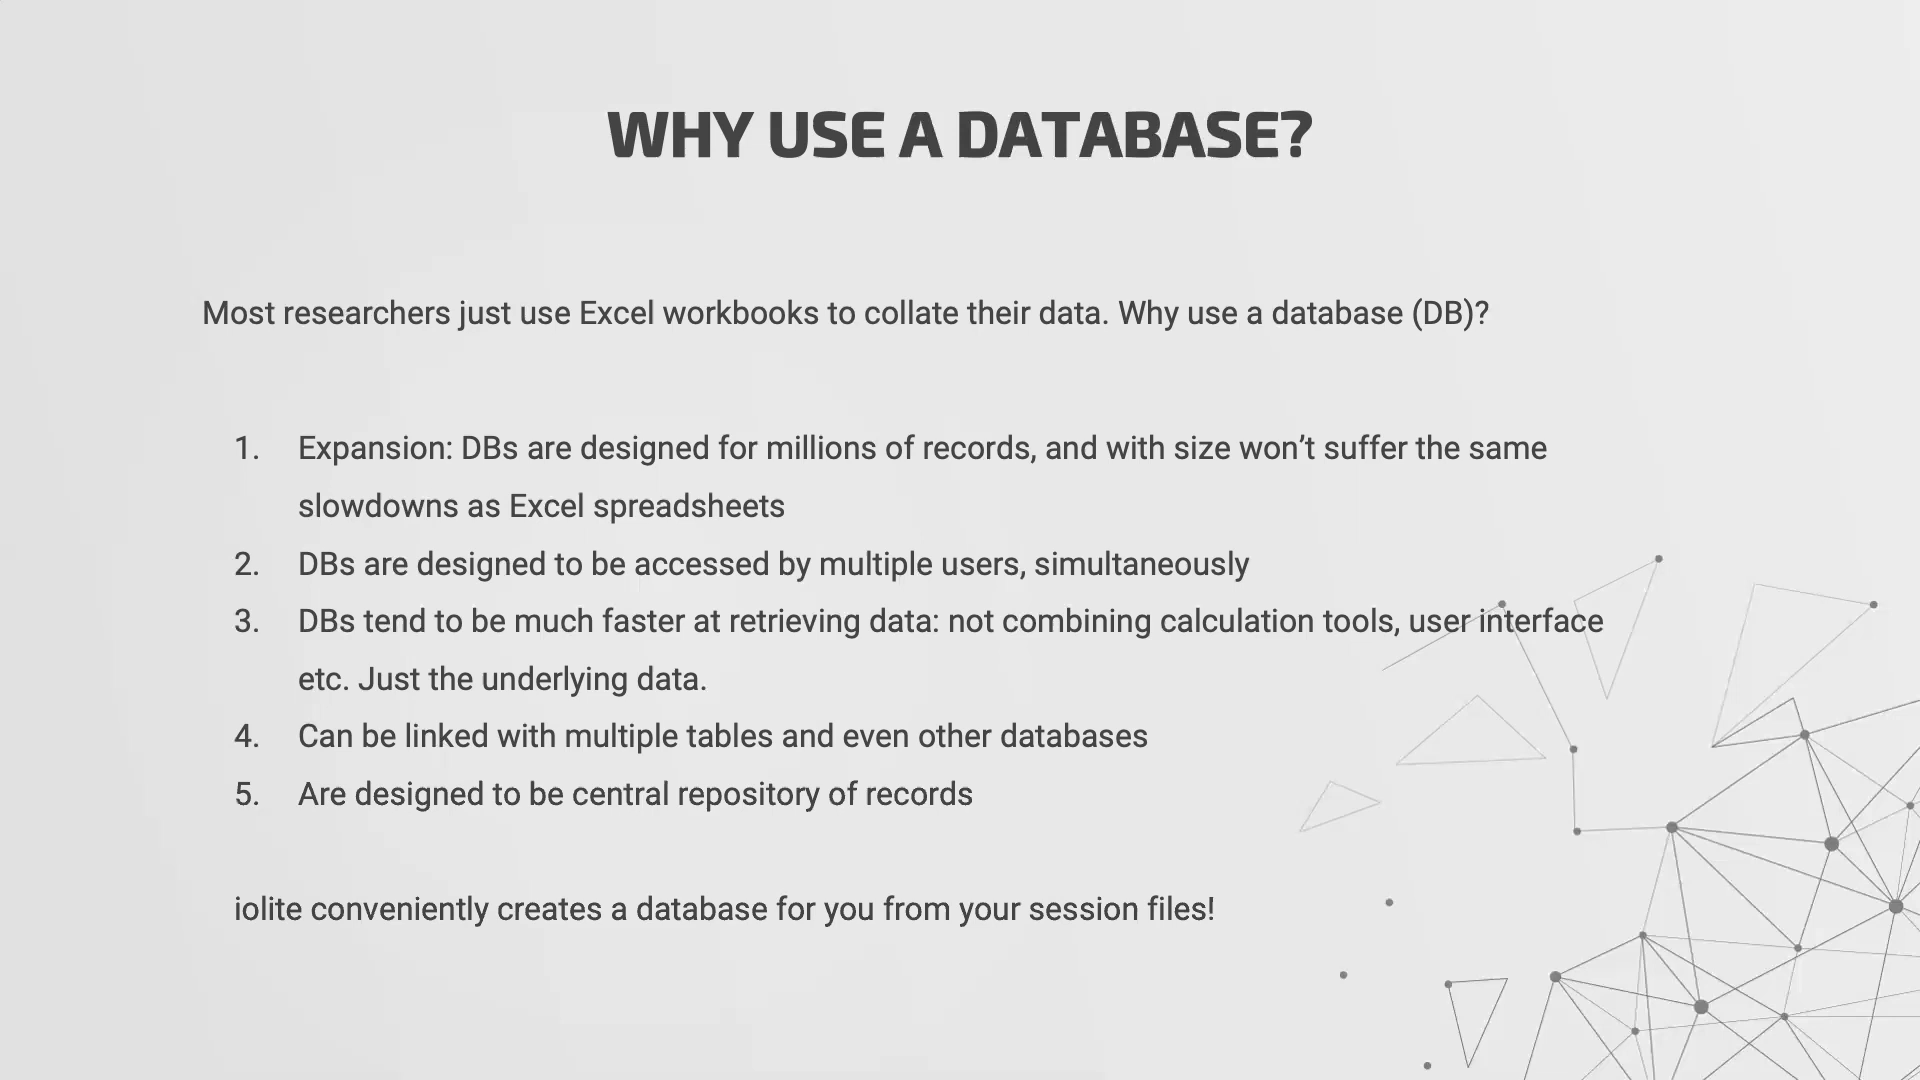 WHY USE A DATABASE?
Most researchers just use Excel workbooks to collate their data. Why use a database (DB)?
1. Expansion: DBs are designed for millions of records, and with size won’t suffer the same
slowdowns as Excel spreadsheets
2. DBs are designed to be accessed by multiple users, simultaneously
3. DBs tend to be much faster at retrieving data: not combining calculation tools, user interface
etc. Just the underlying data.
4. Can be linked with multiple tables and even other databases
5. Are designed to be central repository of records
iolite conveniently creates a database for you from your session files!